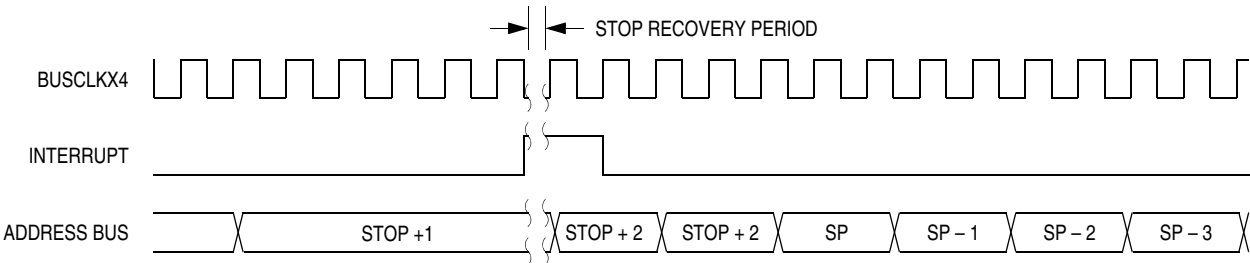 STOP RECOVERY PERIOD
BUSCLKX4
INTERRUPT
ADDRESS BUS STOP +1 STOP + 2 STOP + 2 SP SP – 1 SP – 2 SP – 3